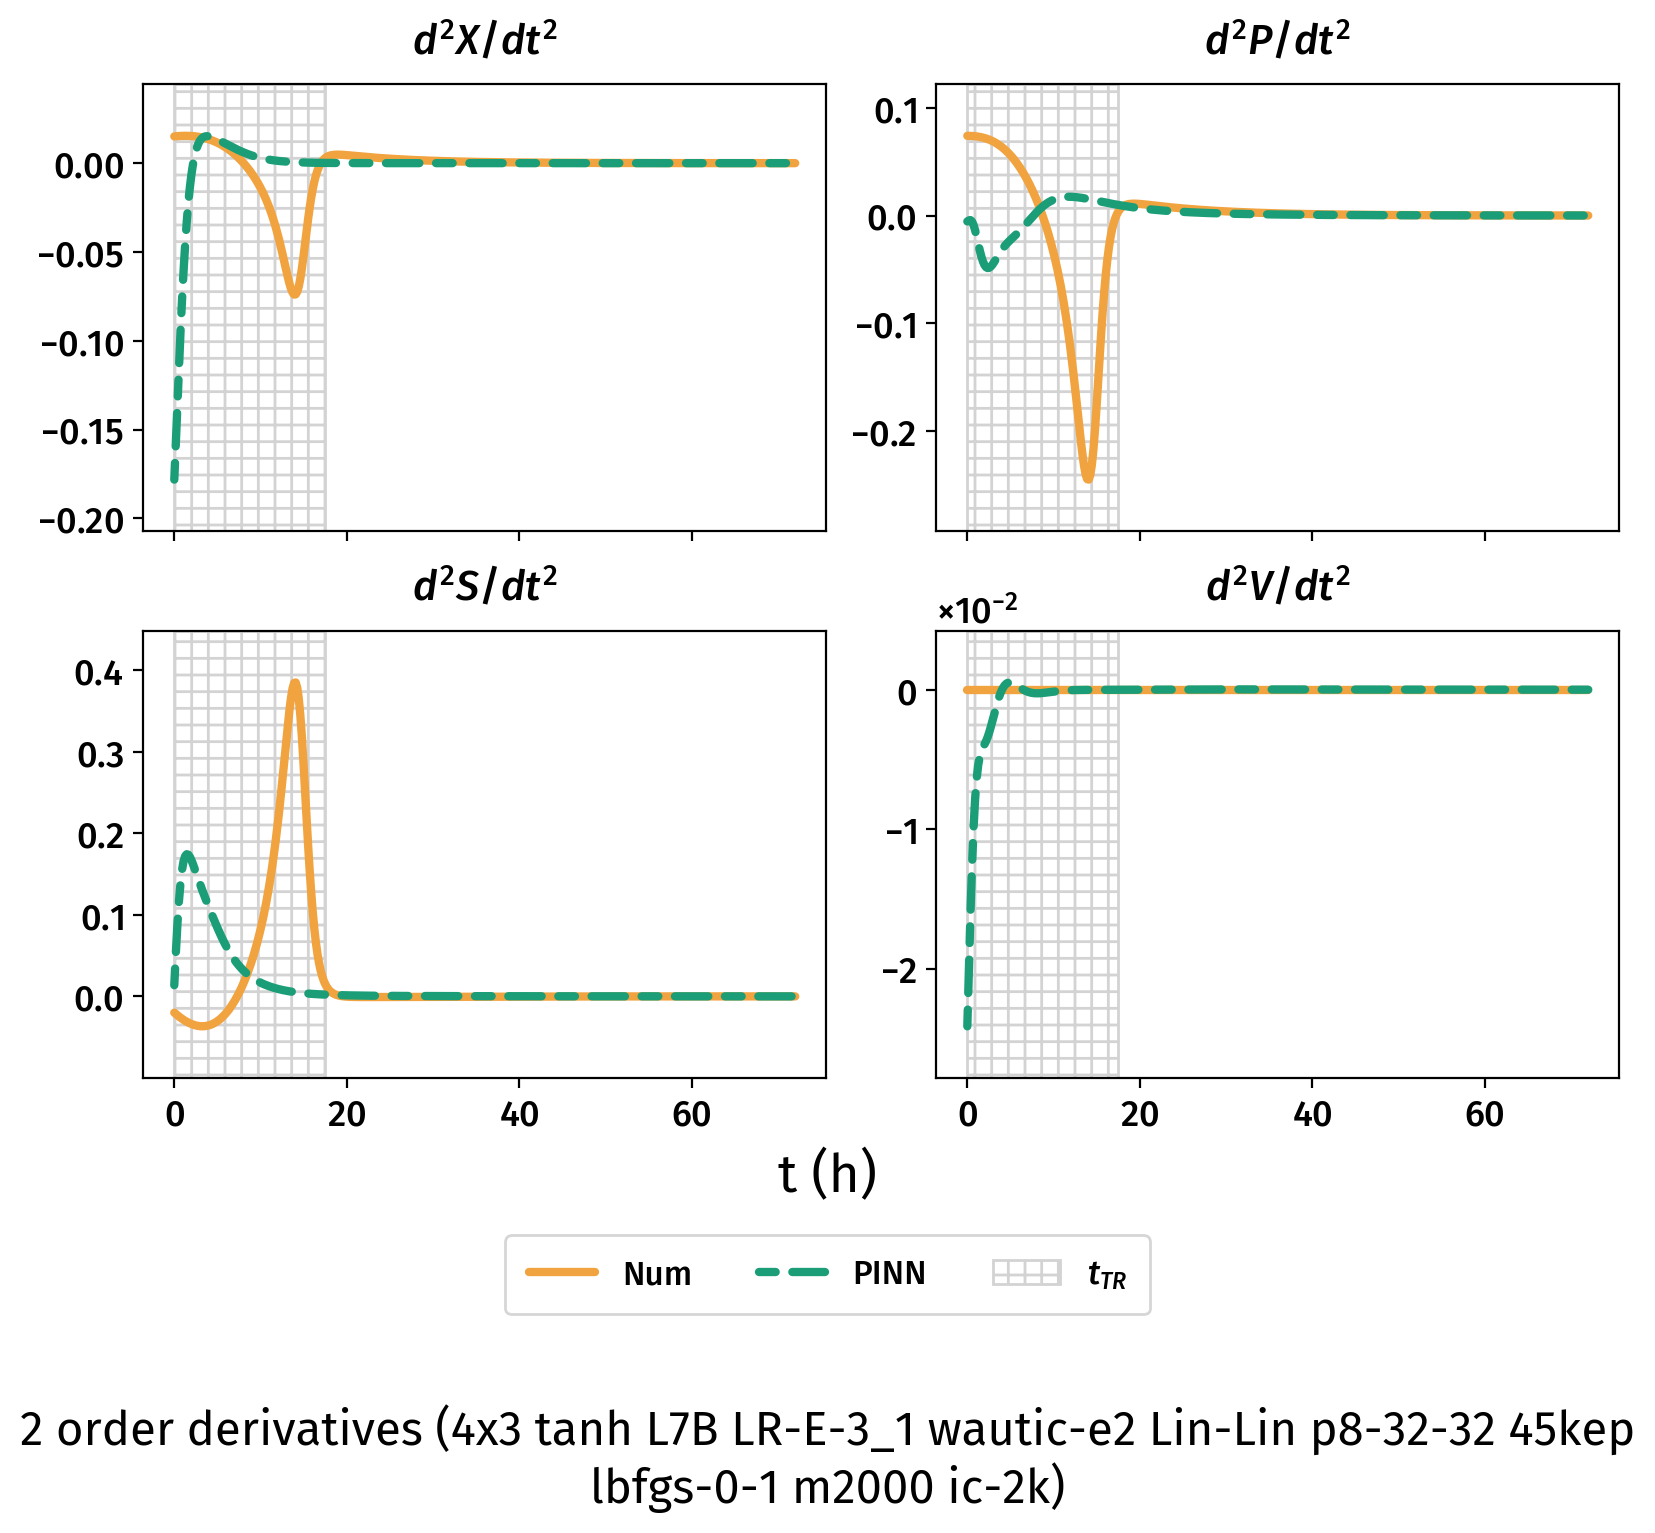 d²X/dt²
d²P/dt²
0.00
−0.05
−0.10
−0.15
−0.20
0.1
0.0
−0.1
−0.2
d²S/dt²
d²V/dt²
×10⁻²
0.4
0.3
0.2
0.1
0.0
0
−1
−2
0 20 40 60
0 20 40 60
t (h)
Num PINN t_TR
2 order derivatives (4x3 tanh L7B LR-E-3_1 wautic-e2 Lin-Lin p8-32-32 45kep
lbfgs-0-1 m2000 ic-2k)